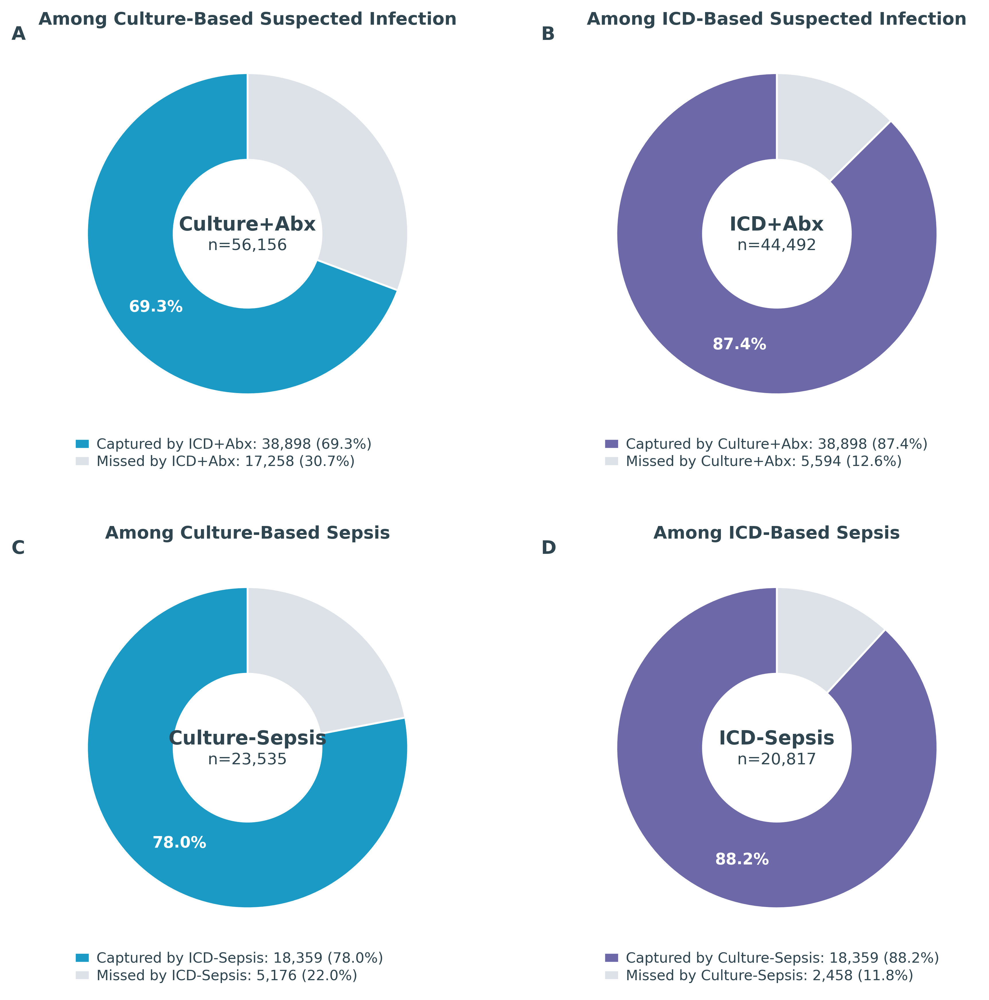 Among Culture-Based Suspected Infection
A
Culture+Abx
n=56,156
69.3%
Captured by ICD+Abx: 38,898 (69.3%)
Missed by ICD+Abx: 17,258 (30.7%)
Among ICD-Based Suspected Infection
B
ICD+Abx
n=44,492
87.4%
Captured by Culture+Abx: 38,898 (87.4%)
Missed by Culture+Abx: 5,594 (12.6%)
Among Culture-Based Sepsis
C
Culture-Sepsis
n=23,535
78.0%
Captured by ICD-Sepsis: 18,359 (78.0%)
Missed by ICD-Sepsis: 5,176 (22.0%)
Among ICD-Based Sepsis
D
ICD-Sepsis
n=20,817
88.2%
Captured by Culture-Sepsis: 18,359 (88.2%)
Missed by Culture-Sepsis: 2,458 (11.8%)